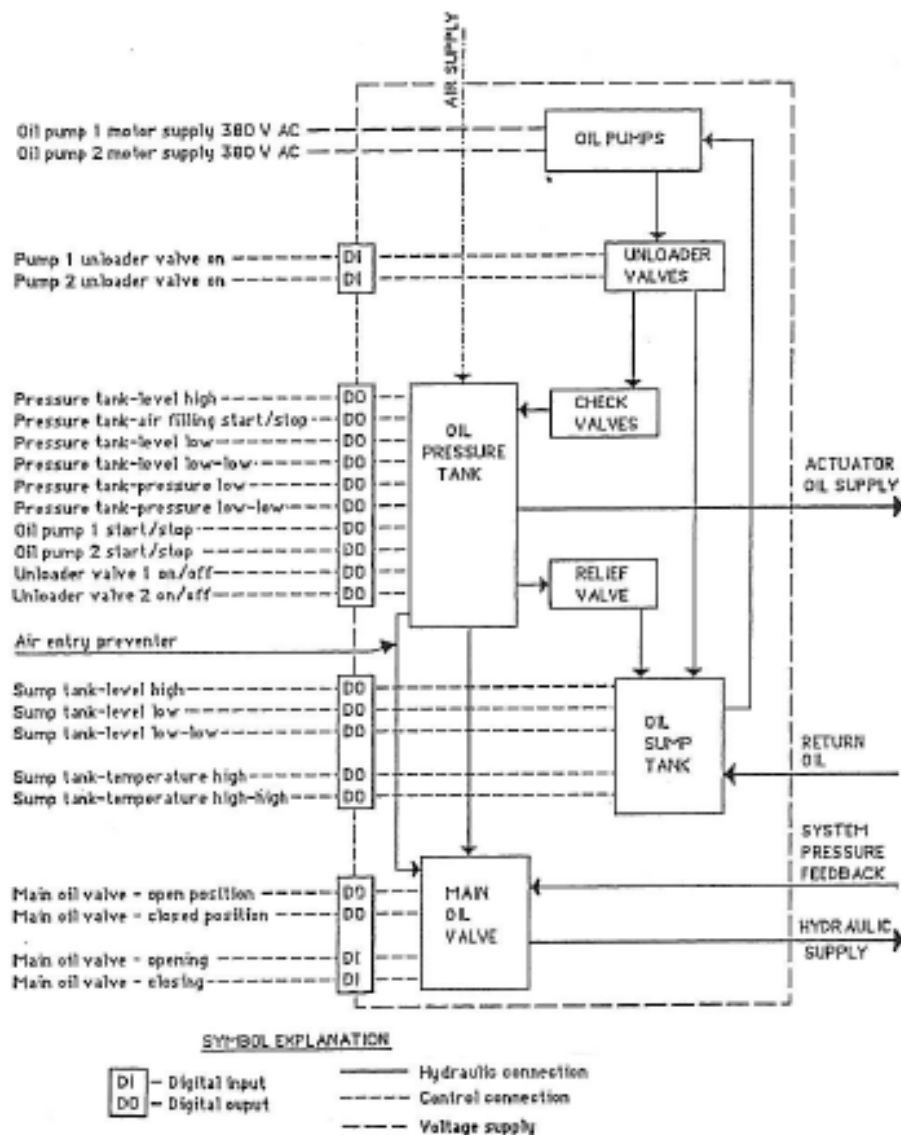 AIR SUPPLY
Oil pump 1 motor supply 380 V AC
Oil pump 2 motor supply 380 V AC
OIL PUMPS
Pump 1 unloader valve on
Pump 2 unloader valve on
DI
DI
UNLOADER
VALVES
Pressure tank-level high
Pressure tank-air filling start/stop
Pressure tank-level low
Pressure tank-level low-low
Pressure tank-pressure low
Pressure tank-pressure low-low
Oil pump 1 start/stop
Oil pump 2 start/stop
Unloader valve 1 on/off
Unloader valve 2 on/off
DO
DO
DO
DO
DO
DO
DO
DO
DO
DO
OIL
PRESSURE
TANK
CHECK
VALVES
ACTUATOR
OIL SUPPLY
RELIEF
VALVE
Air entry preventer
Sump tank-level high
Sump tank-level low
Sump tank-level low-low
Sump tank-temperature high
Sump tank-temperature high-high
DO
DO
DO
DO
DO
OIL
SUMP
TANK
RETURN
OIL
SYSTEM
PRESSURE
FEEDBACK
Main oil valve - open position
Main oil valve - closed position
Main oil valve - opening
Main oil valve - closing
DO
DO
DI
DI
MAIN
OIL
VALVE
HYDRAULIC
SUPPLY
SYMBOL EXPLANATION
DI - Digital input
DO - Digital ouput
Hydraulic connection
Control connection
Voltage supply